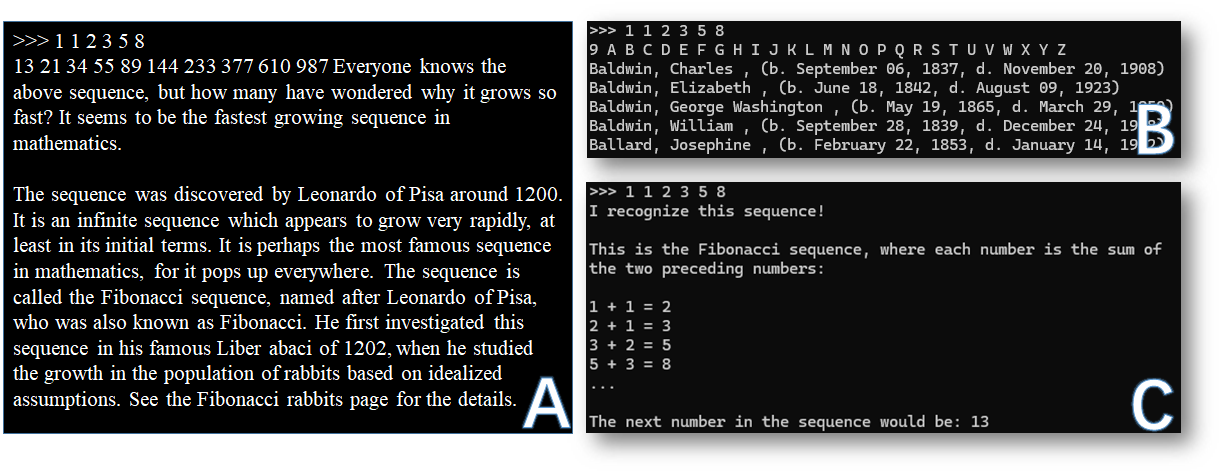 >>> 1 1 2 3 5 8
13 21 34 55 89 144 233 377 610 987 Everyone knows the
above sequence, but how many have wondered why it grows so
fast? It seems to be the fastest growing sequence in
mathematics.
The sequence was discovered by Leonardo of Pisa around 1200.
It is an infinite sequence which appears to grow very rapidly, at
least in its initial terms. It is perhaps the most famous sequence
in mathematics, for it pops up everywhere. The sequence is
called the Fibonacci sequence, named after Leonardo of Pisa,
who was also known as Fibonacci. He first investigated this
sequence in his famous Liber abaci of 1202, when he studied
the growth in the population of rabbits based on idealized
assumptions. See the Fibonacci rabbits page for the details.
A
>>> 1 1 2 3 5 8
9 A B C D E F G H I J K L M N O P Q R S T U V W X Y Z
Baldwin, Charles , (b. September 06, 1837, d. November 20, 1908)
Baldwin, Elizabeth , (b. June 18, 1842, d. August 09, 1923)
Baldwin, George Washington , (b. May 19, 1865, d. March 29,
Baldwin, William , (b. September 28, 1839, d. December 24,
Ballard, Josephine , (b. February 22, 1853, d. January 14,
B
>>> 1 1 2 3 5 8
I recognize this sequence!
This is the Fibonacci sequence, where each number is the sum of
the two preceding numbers:
1 + 1 = 2
2 + 1 = 3
3 + 2 = 5
5 + 3 = 8
...
The next number in the sequence would be: 13
C